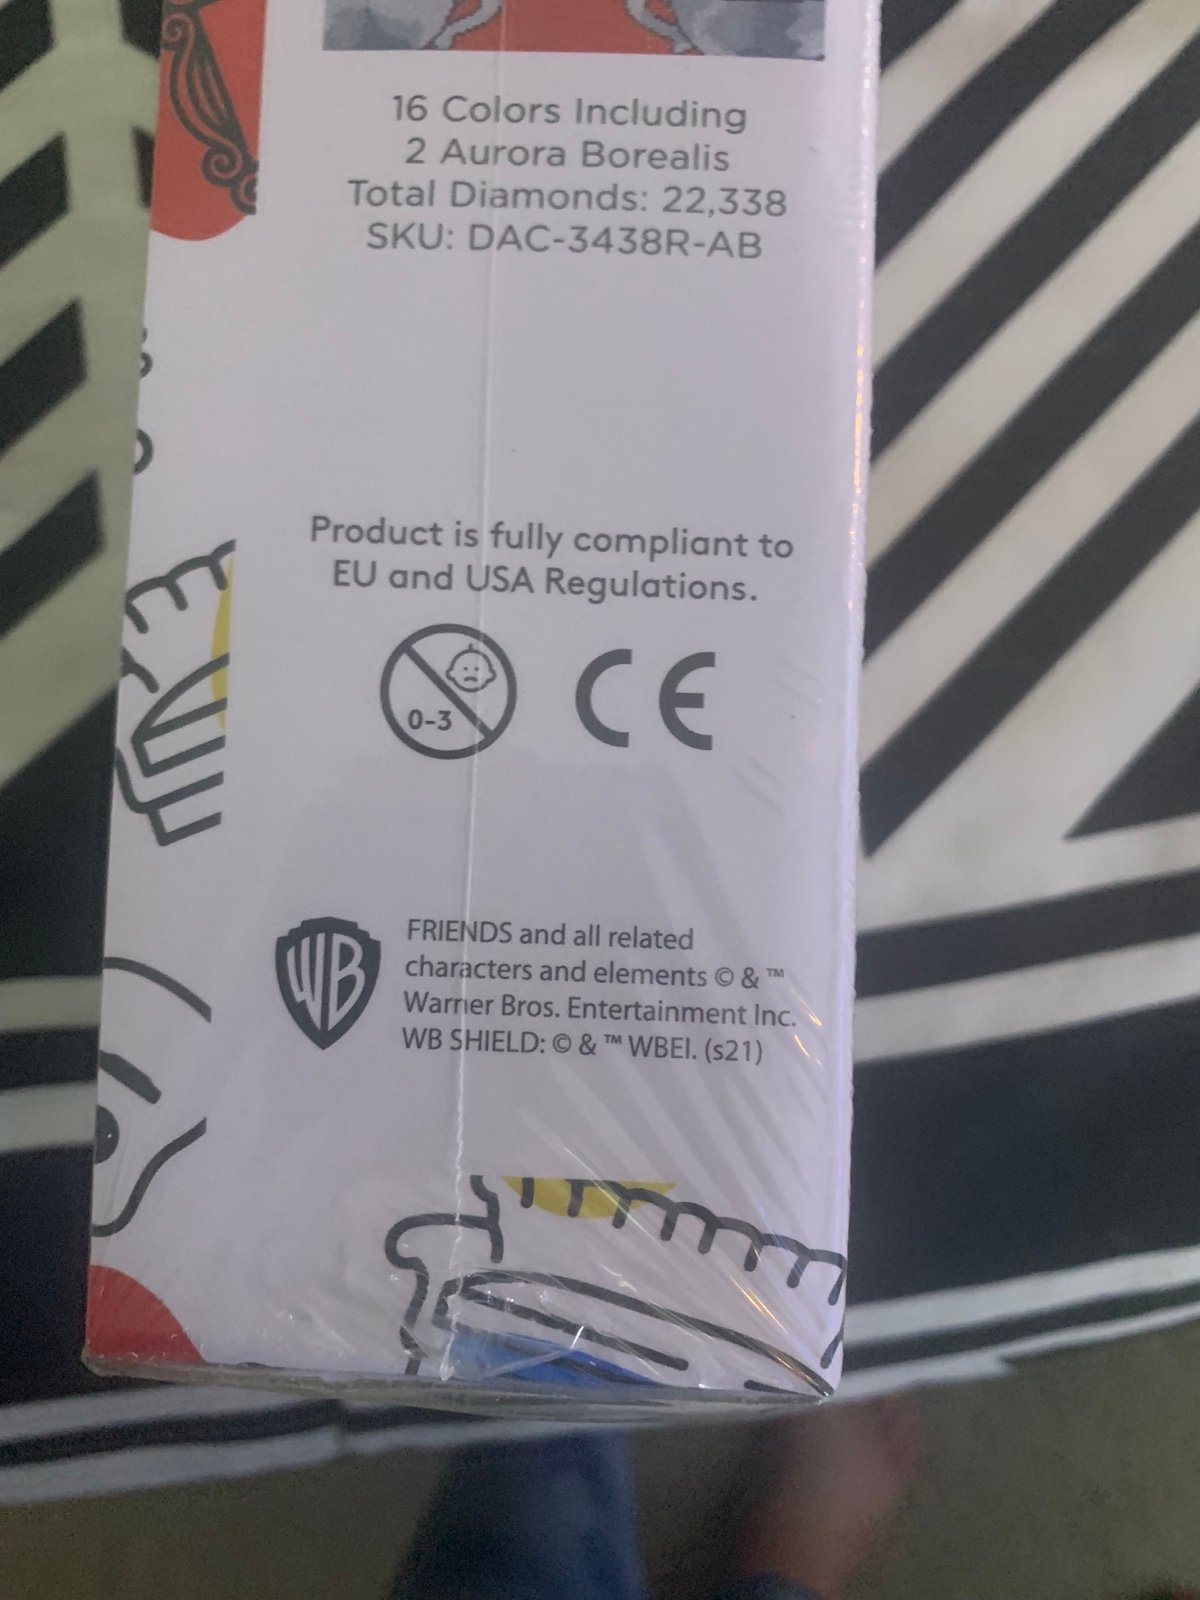 16 Colors Including
2 Aurora Borealis
Total Diamonds: 22,338
SKU: DAC-3438R-AB
Product is fully compliant to
EU and USA Regulations.
0-3
CE
WB
FRIENDS and all related
characters and elements © & ™
Warner Bros. Entertainment Inc.
WB SHIELD: © & ™ WBEI. (s21)